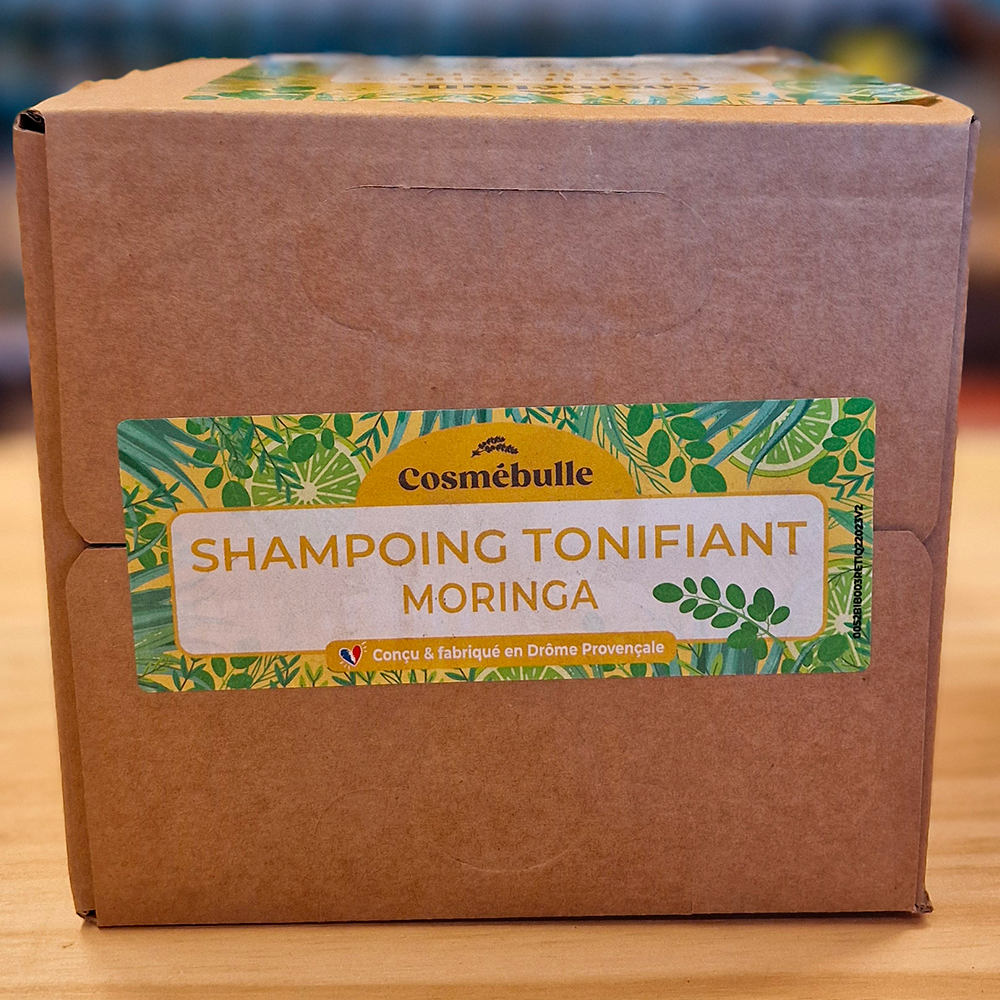 Cosmébulle
SHAMPOING TONIFIANT
MORINGA
Conçu & fabriqué en Drôme Provençale